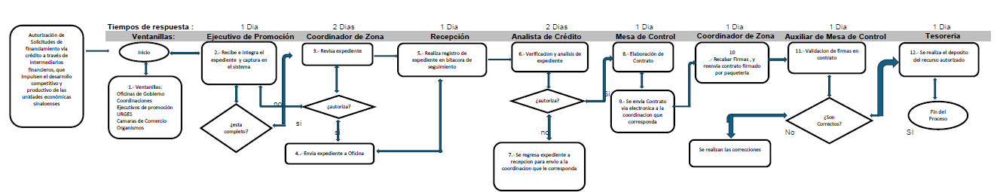 Tiempos de respuesta :
1 Dia
2 Dias
1 Dia
2 Dias
1 Dia
1 Dia
1 Dia
1 Dia
Ventanillas:
Ejecutivo de Promoción
Coordinador de Zona
Recepción
Analista de Crédito
Mesa de Control
Coordinador de Zona
Auxiliar de Mesa de Control
Tesoreria
Autorización de
Solicitudes de
financiamiento vía
crédito a través de
intermediarios
financieros, que
impulsen el desarrollo
competitivo y
productivo de las
unidades económicas
sinaloenses
Inicio
1.- Ventanillas:
Oficinas de Gobierno
Coordinaciones
Ejecutivos de promoción
URGES
Camaras de Comercio
Organismos
2.- Recibe e integra el
expediente y captura en
el sistema
¿esta
completo?
no
si
3.- Revisa expediente
¿autoriza?
si
4..- Envia expediente a Oficina
5.- Realiza registro de
expediente en bitacora de
seguimiento
6.- Verificacion y analisis de
expediente
¿autoriza?
Si
no
7.- Se regresa expediente a
recepcion para envio a la
coordinacion que le corresponda
8.- Elaboración de
Contrato
9.- Se envia Contrato
via electronica a la
coordinacion que
corresponda
10
.- Recabar Firmas , y
reenvia contrato firmado
por paqueteria
11.- Validacion de firmas en
contrato
¿Son
Correctos?
No
SI
Se realizan las correcciones
12.- Se realiza el deposito
del recurso autorizado
Fin del
Proceso